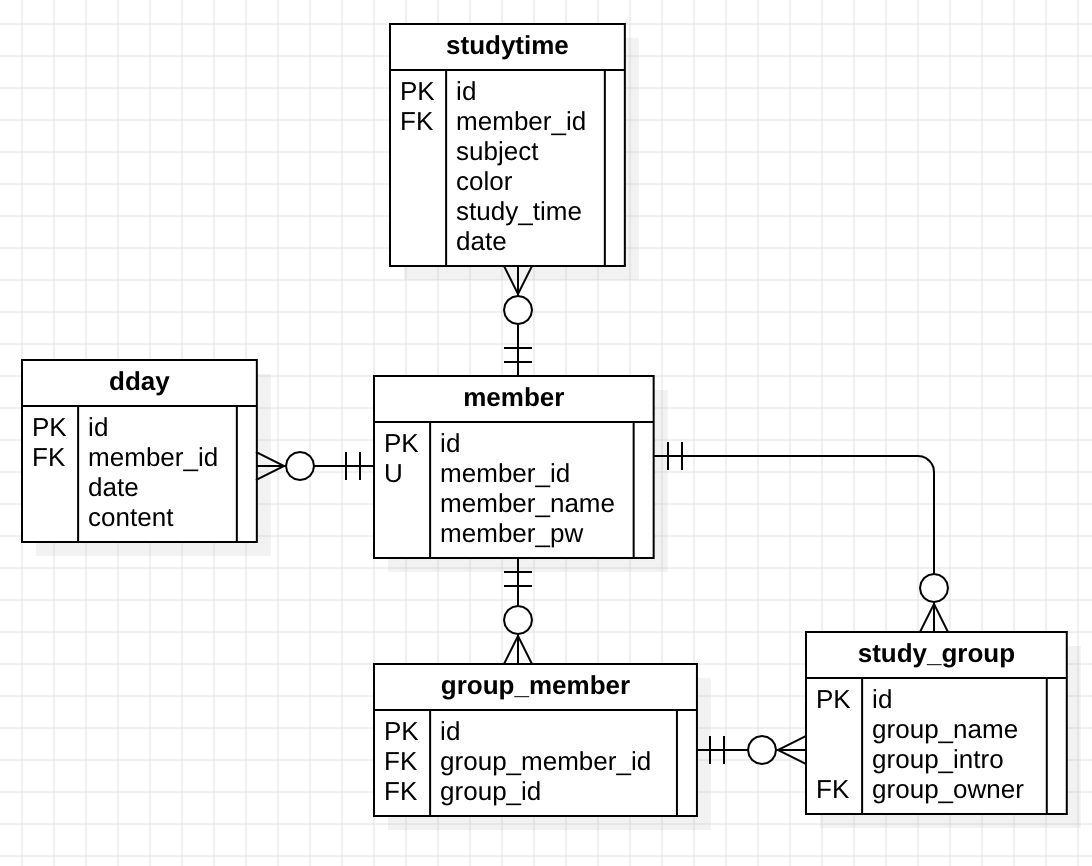 studytime
PK id
FK member_id
subject
color
study_time
date
dday
PK id
FK member_id
date
content
member
PK id
U member_id
member_name
member_pw
group_member
PK id
FK group_member_id
FK group_id
study_group
PK id
group_name
group_intro
FK group_owner